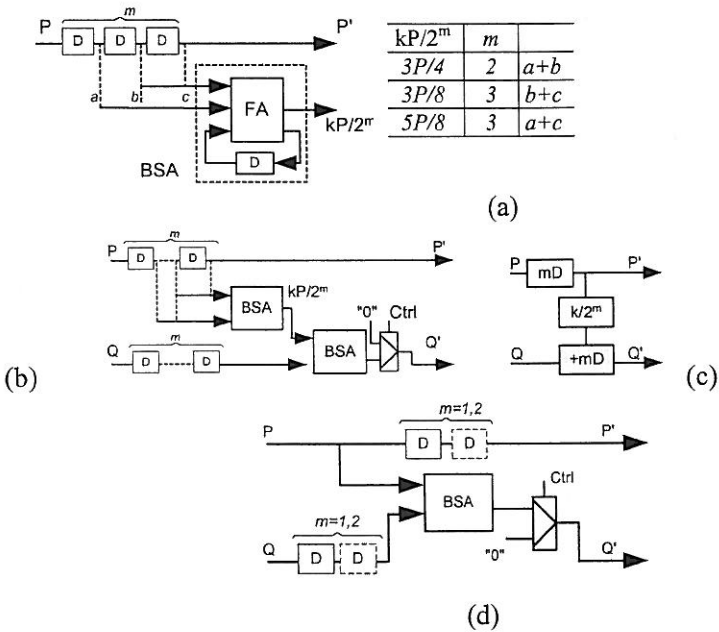 m
P D D D P'
a b c
FA
kP/2^m
D
BSA
kP/2^m m
3P/4 2 a+b
3P/8 3 b+c
5P/8 3 a+c
(a)
m
P D D P'
kP/2^m
BSA
"0" Ctrl
m
BSA
Q D D Q'
(b)
P mD P'
k/2^m
Q +mD Q'
(c)
m=1,2
P D D P'
BSA
Ctrl
m=1,2
"0"
Q D D Q'
(d)